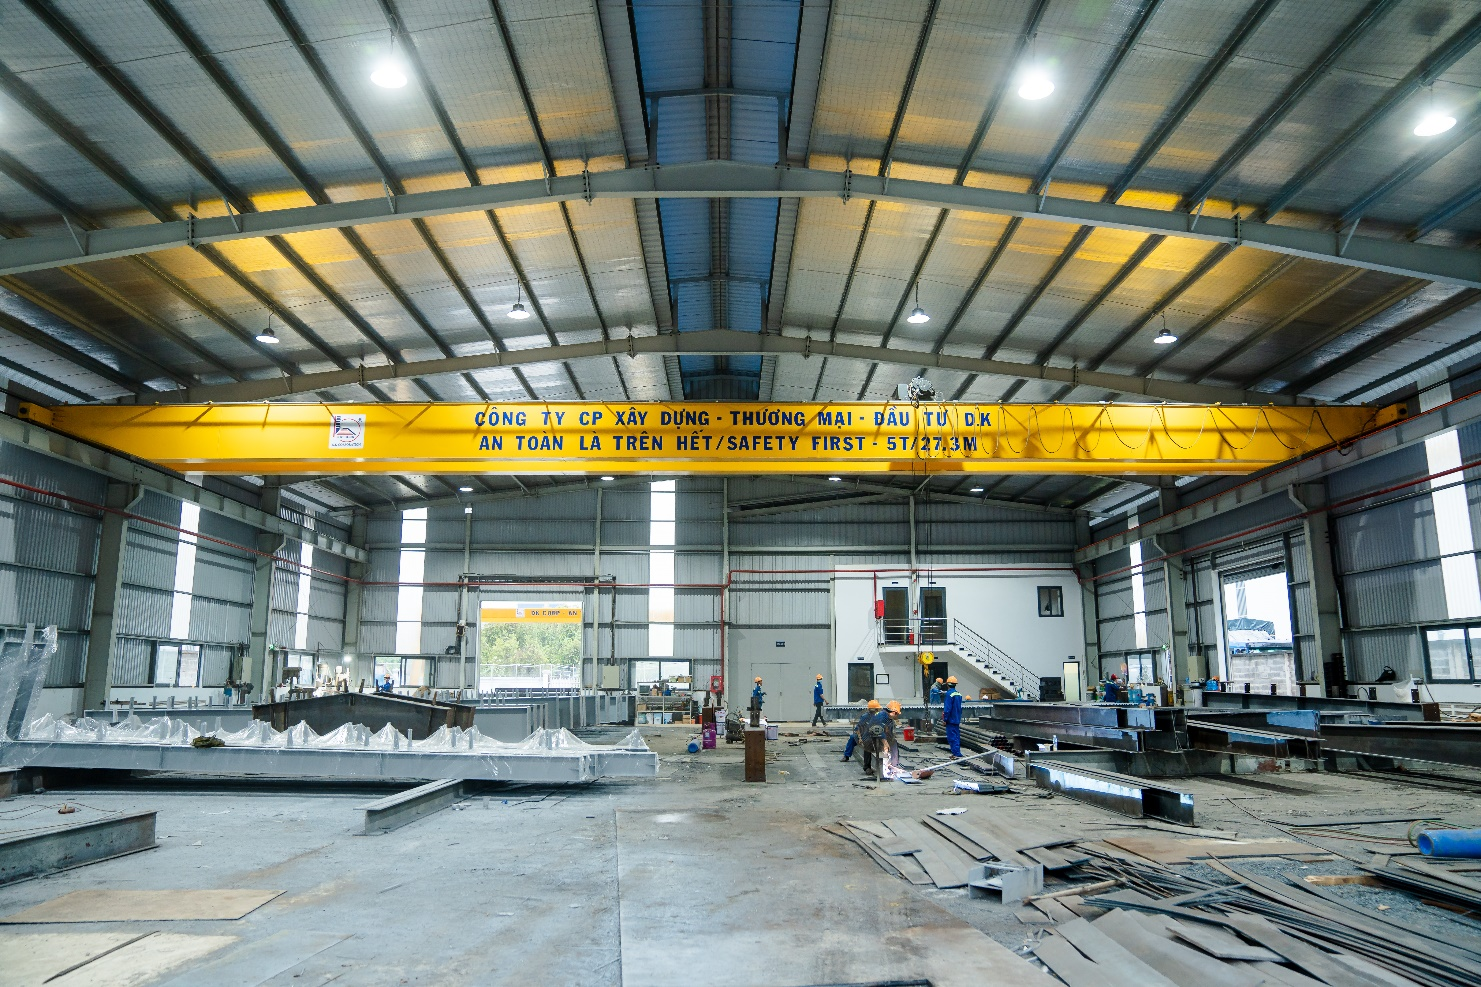 CÔNG TY CP XÂY DỰNG - THƯƠNG MẠI - ĐẦU TƯ D.K
AN TOÀN LÀ TRÊN HẾT/SAFETY FIRST - 5T/27,3M